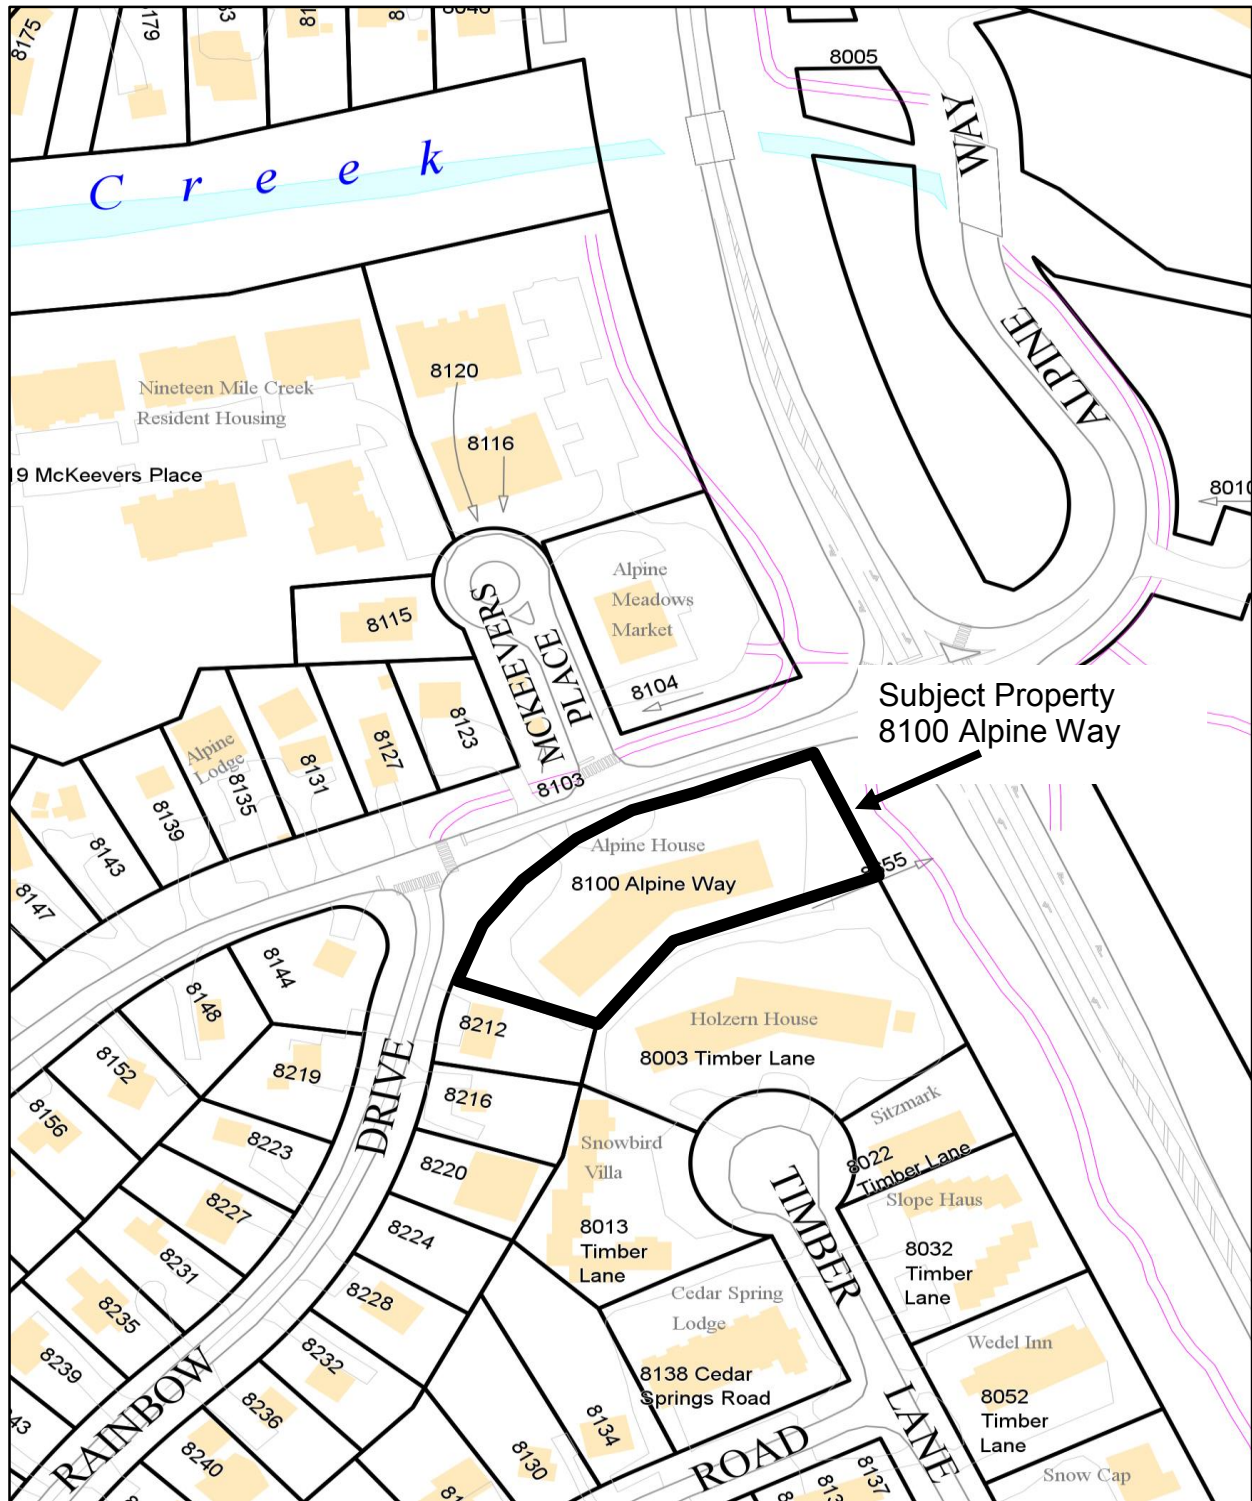 8175
8179
8005
WAY
Creek
ALPINE
8120
Nineteen Mile Creek
Resident Housing
8116
19 McKeevers Place
8010
Alpine
Meadows
Market
8115
MCKEEVERS
PLACE
8104
Subject Property
8100 Alpine Way
8123
8127
8131
Alpine
Lodge
8135
8103
8139
8143
8147
Alpine House
8100 Alpine Way
8144
8148
8212
Holzern House
8003 Timber Lane
8152
8219
8216
DRIVE
Sitzmark
8022
Timber Lane
8156
8223
Snowbird
Villa
8220
TIMBER
Slope Haus
8227
8224
8013
Timber
Lane
8032
Timber
Lane
8231
8228
Cedar Spring
Lodge
8235
8232
Wedel Inn
8239
8138 Cedar
Springs Road
8052
Timber
Lane
RAINBOW
LANE
8236
8134
8240
8130
ROAD
8137
Snow Cap